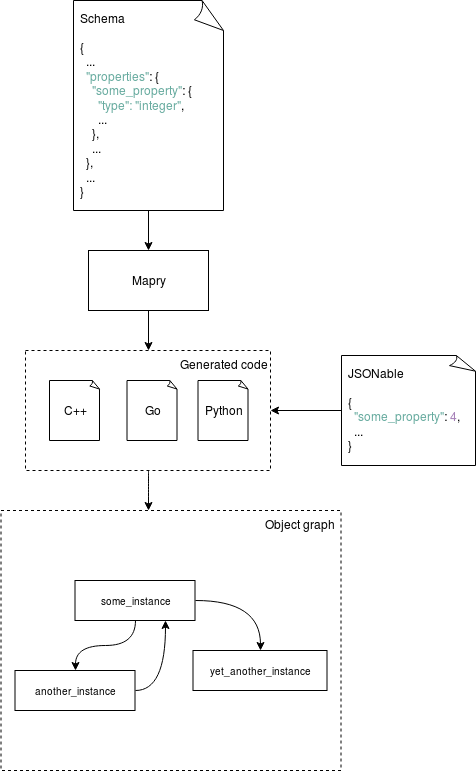 Schema
{
...
"properties": {
"some_property": {
"type": "integer",
...
},
...
},
...
}
Mapry
Generated code
C++
Go
Python
JSONable
{
"some_property": 4,
...
}
Object graph
some_instance
another_instance
yet_another_instance